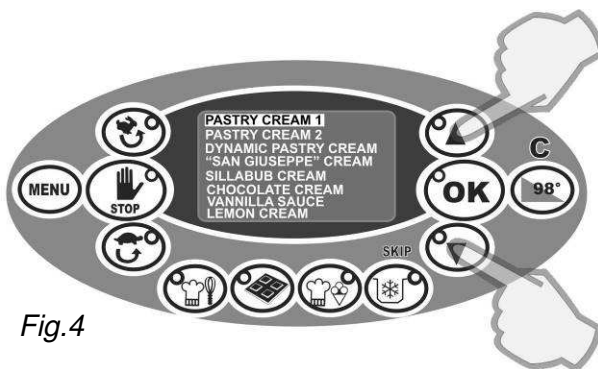 PASTRY CREAM 1
PASTRY CREAM 2
DYNAMIC PASTRY CREAM
“SAN GIUSEPPE” CREAM
SILLABUB CREAM
CHOCOLATE CREAM
VANNILLA SAUCE
LEMON CREAM
MENU
STOP
OK
C
98°
SKIP
Fig.4